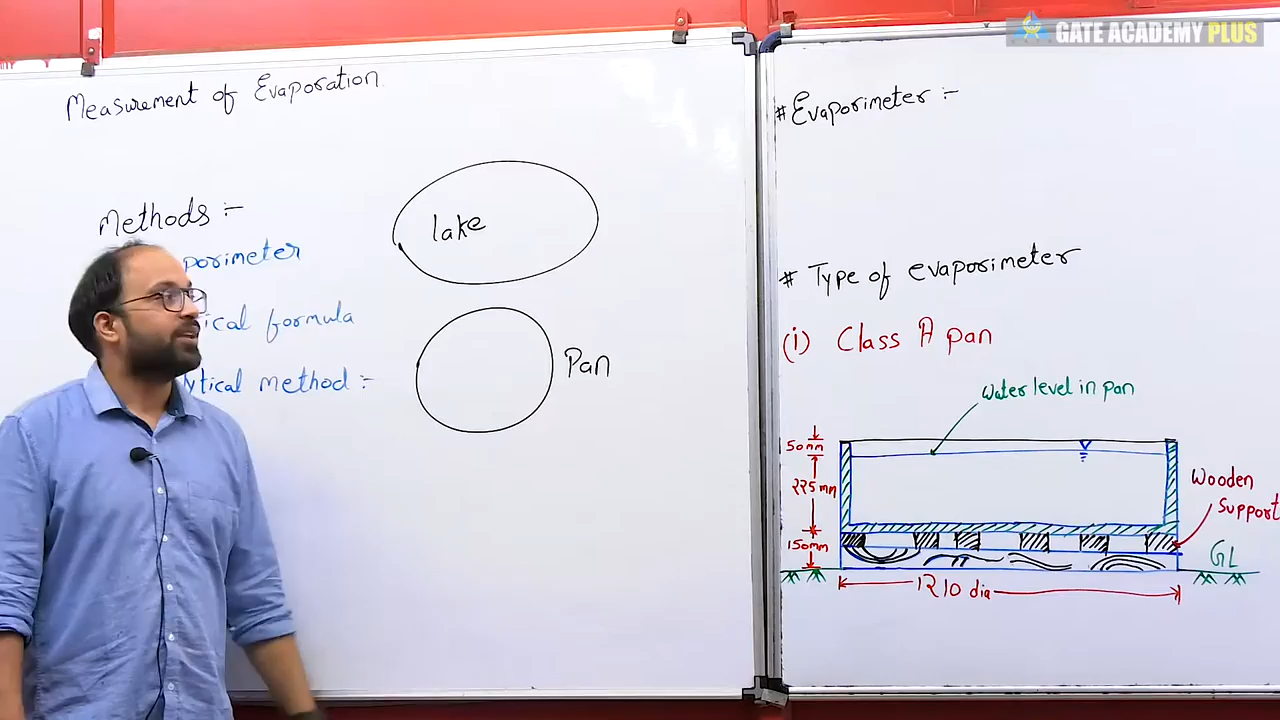 GATE ACADEMY PLUS
Measurement of Evaporation
Methods :-
porimeter
ical formula
lytical method :-
lake
Pan
# Evaporimeter :-
# Type of evaporimeter
(i) Class A pan
Water level in pan
50mm
225mm
150mm
Wooden
Support
GL
1210 dia